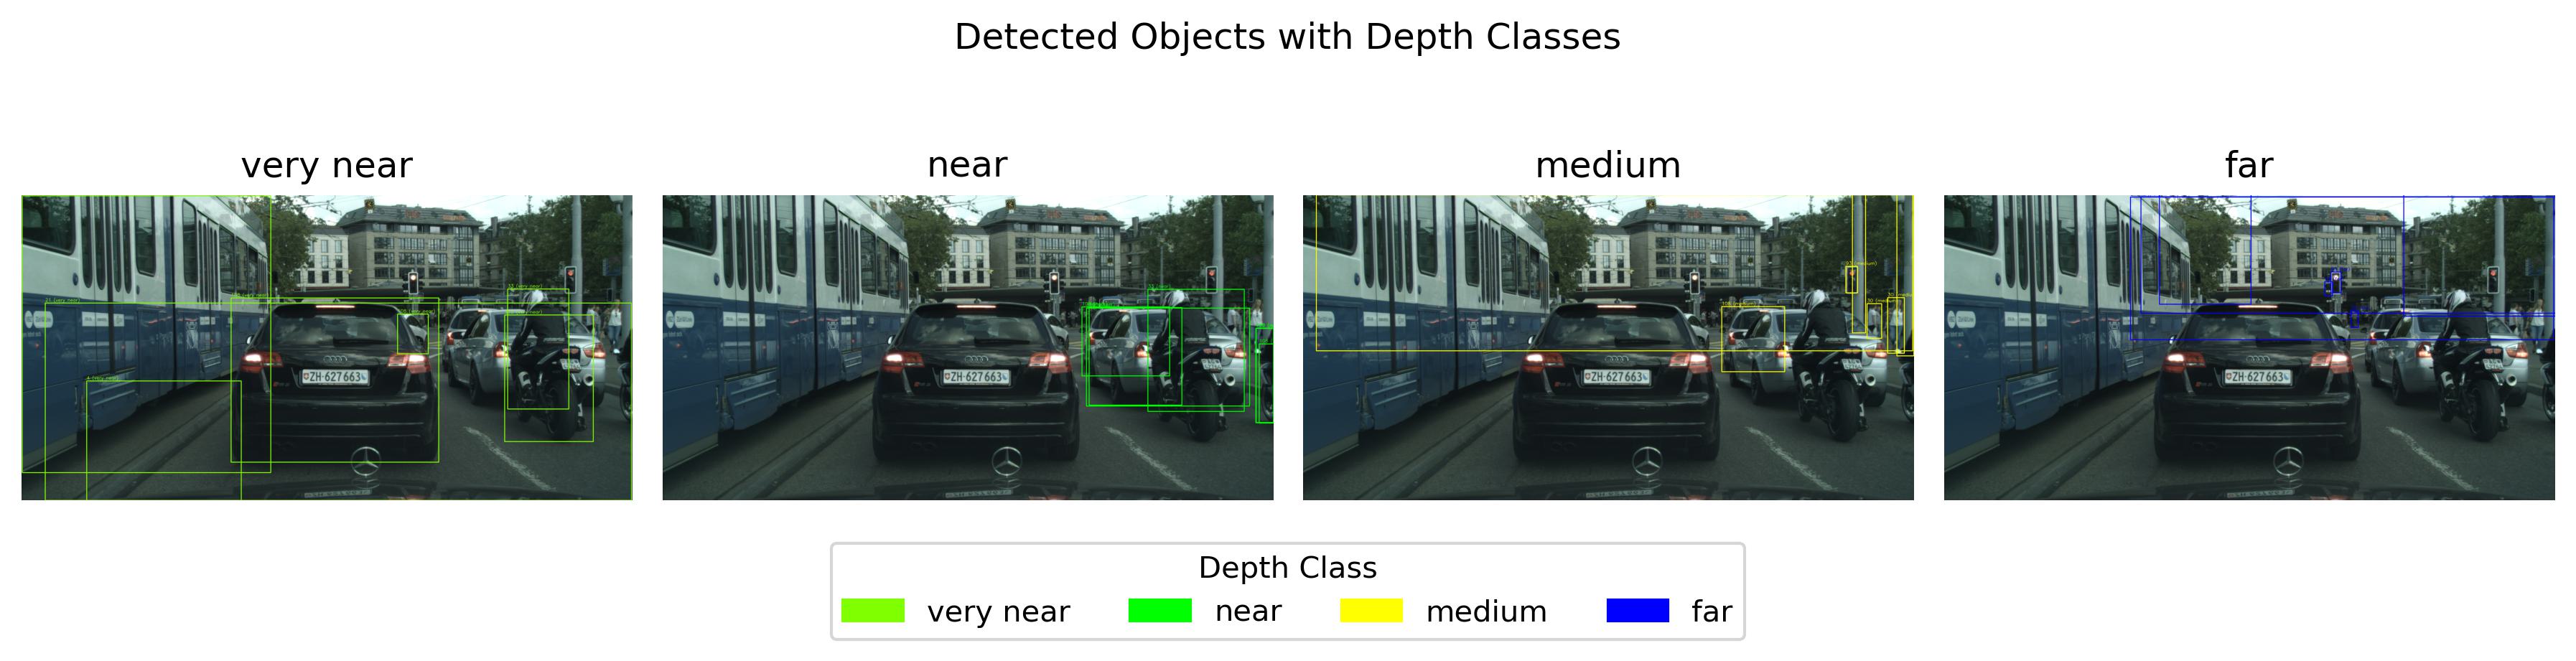 Detected Objects with Depth Classes
very near
near
medium
far
ZH·627663
ZH·627663
ZH·627663
ZH·627663
Depth Class
very near
near
medium
far